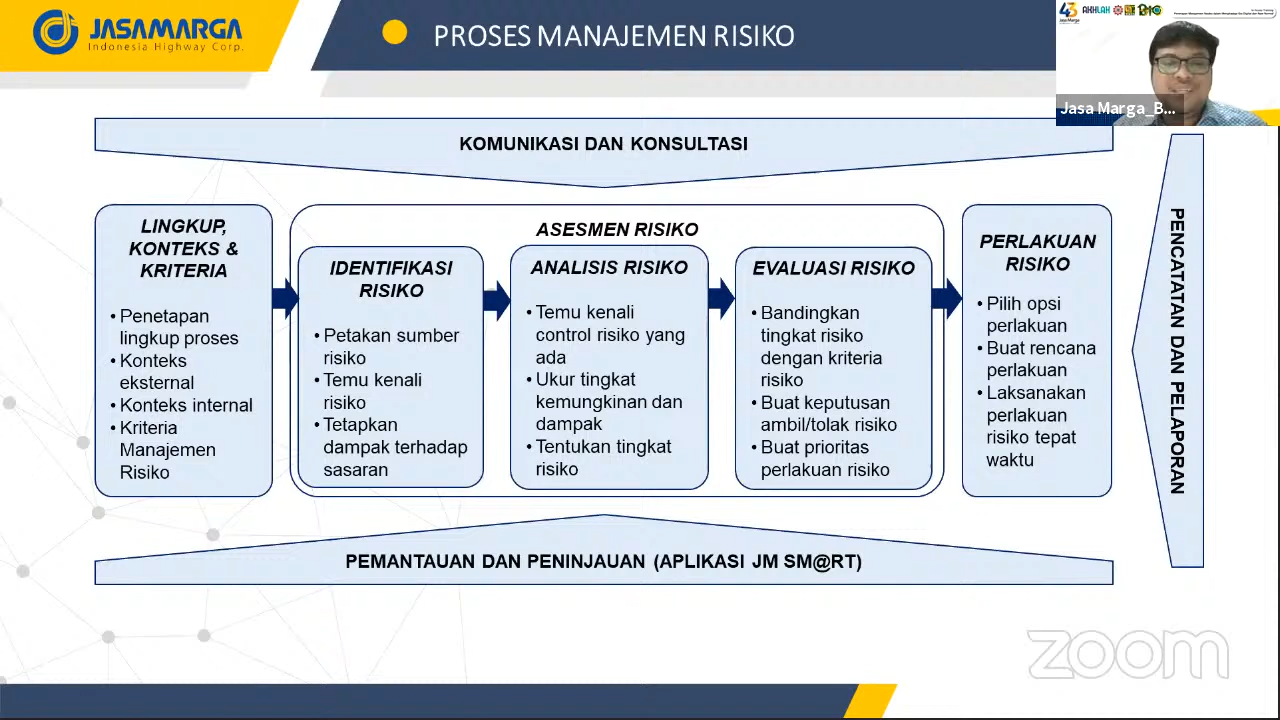 JASAMARGA
Indonesia Highway Corp.
PROSES MANAJEMEN RISIKO
43
AKHLAK
Jasa Marga_B...
KOMUNIKASI DAN KONSULTASI
LINGKUP,
KONTEKS &
KRITERIA
• Penetapan
lingkup proses
• Konteks
eksternal
• Konteks internal
• Kriteria
Manajemen
Risiko
ASESMEN RISIKO
IDENTIFIKASI
RISIKO
• Petakan sumber
risiko
• Temu kenali
risiko
• Tetapkan
dampak terhadap
sasaran
ANALISIS RISIKO
• Temu kenali
control risiko yang
ada
• Ukur tingkat
kemungkinan dan
dampak
• Tentukan tingkat
risiko
EVALUASI RISIKO
• Bandingkan
tingkat risiko
dengan kriteria
risiko
• Buat keputusan
ambil/tolak risiko
• Buat prioritas
perlakuan risiko
PERLAKUAN
RISIKO
• Pilih opsi
perlakuan
• Buat rencana
perlakuan
• Laksanakan
perlakuan
risiko tepat
waktu
PENCATATAN DAN PELAPORAN
PEMANTAUAN DAN PENINJAUAN (APLIKASI JM SM@RT)
zoom